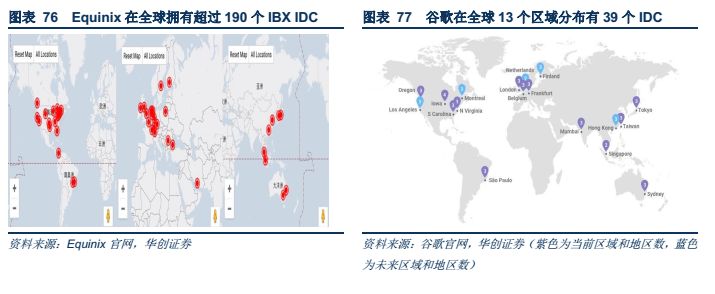 图表 76 Equinix 在全球拥有超过 190 个 IBX IDC
Reset Map All Locations
Reset Map All Locations
Reset Map All Locations
资料来源：Equinix 官网，华创证券
图表 77 谷歌在全球 13 个区域分布有 39 个 IDC
Netherlands
Finland
Oregon
London
Frankfurt
Belgium
Iowa
Montreal
Los Angeles
S Carolina
N Virginia
Tokyo
Mumbai
Hong Kong
Taiwan
Singapore
São Paulo
Sydney
资料来源：谷歌官网，华创证券（紫色为当前区域和地区数，蓝色
为未来区域和地区数）